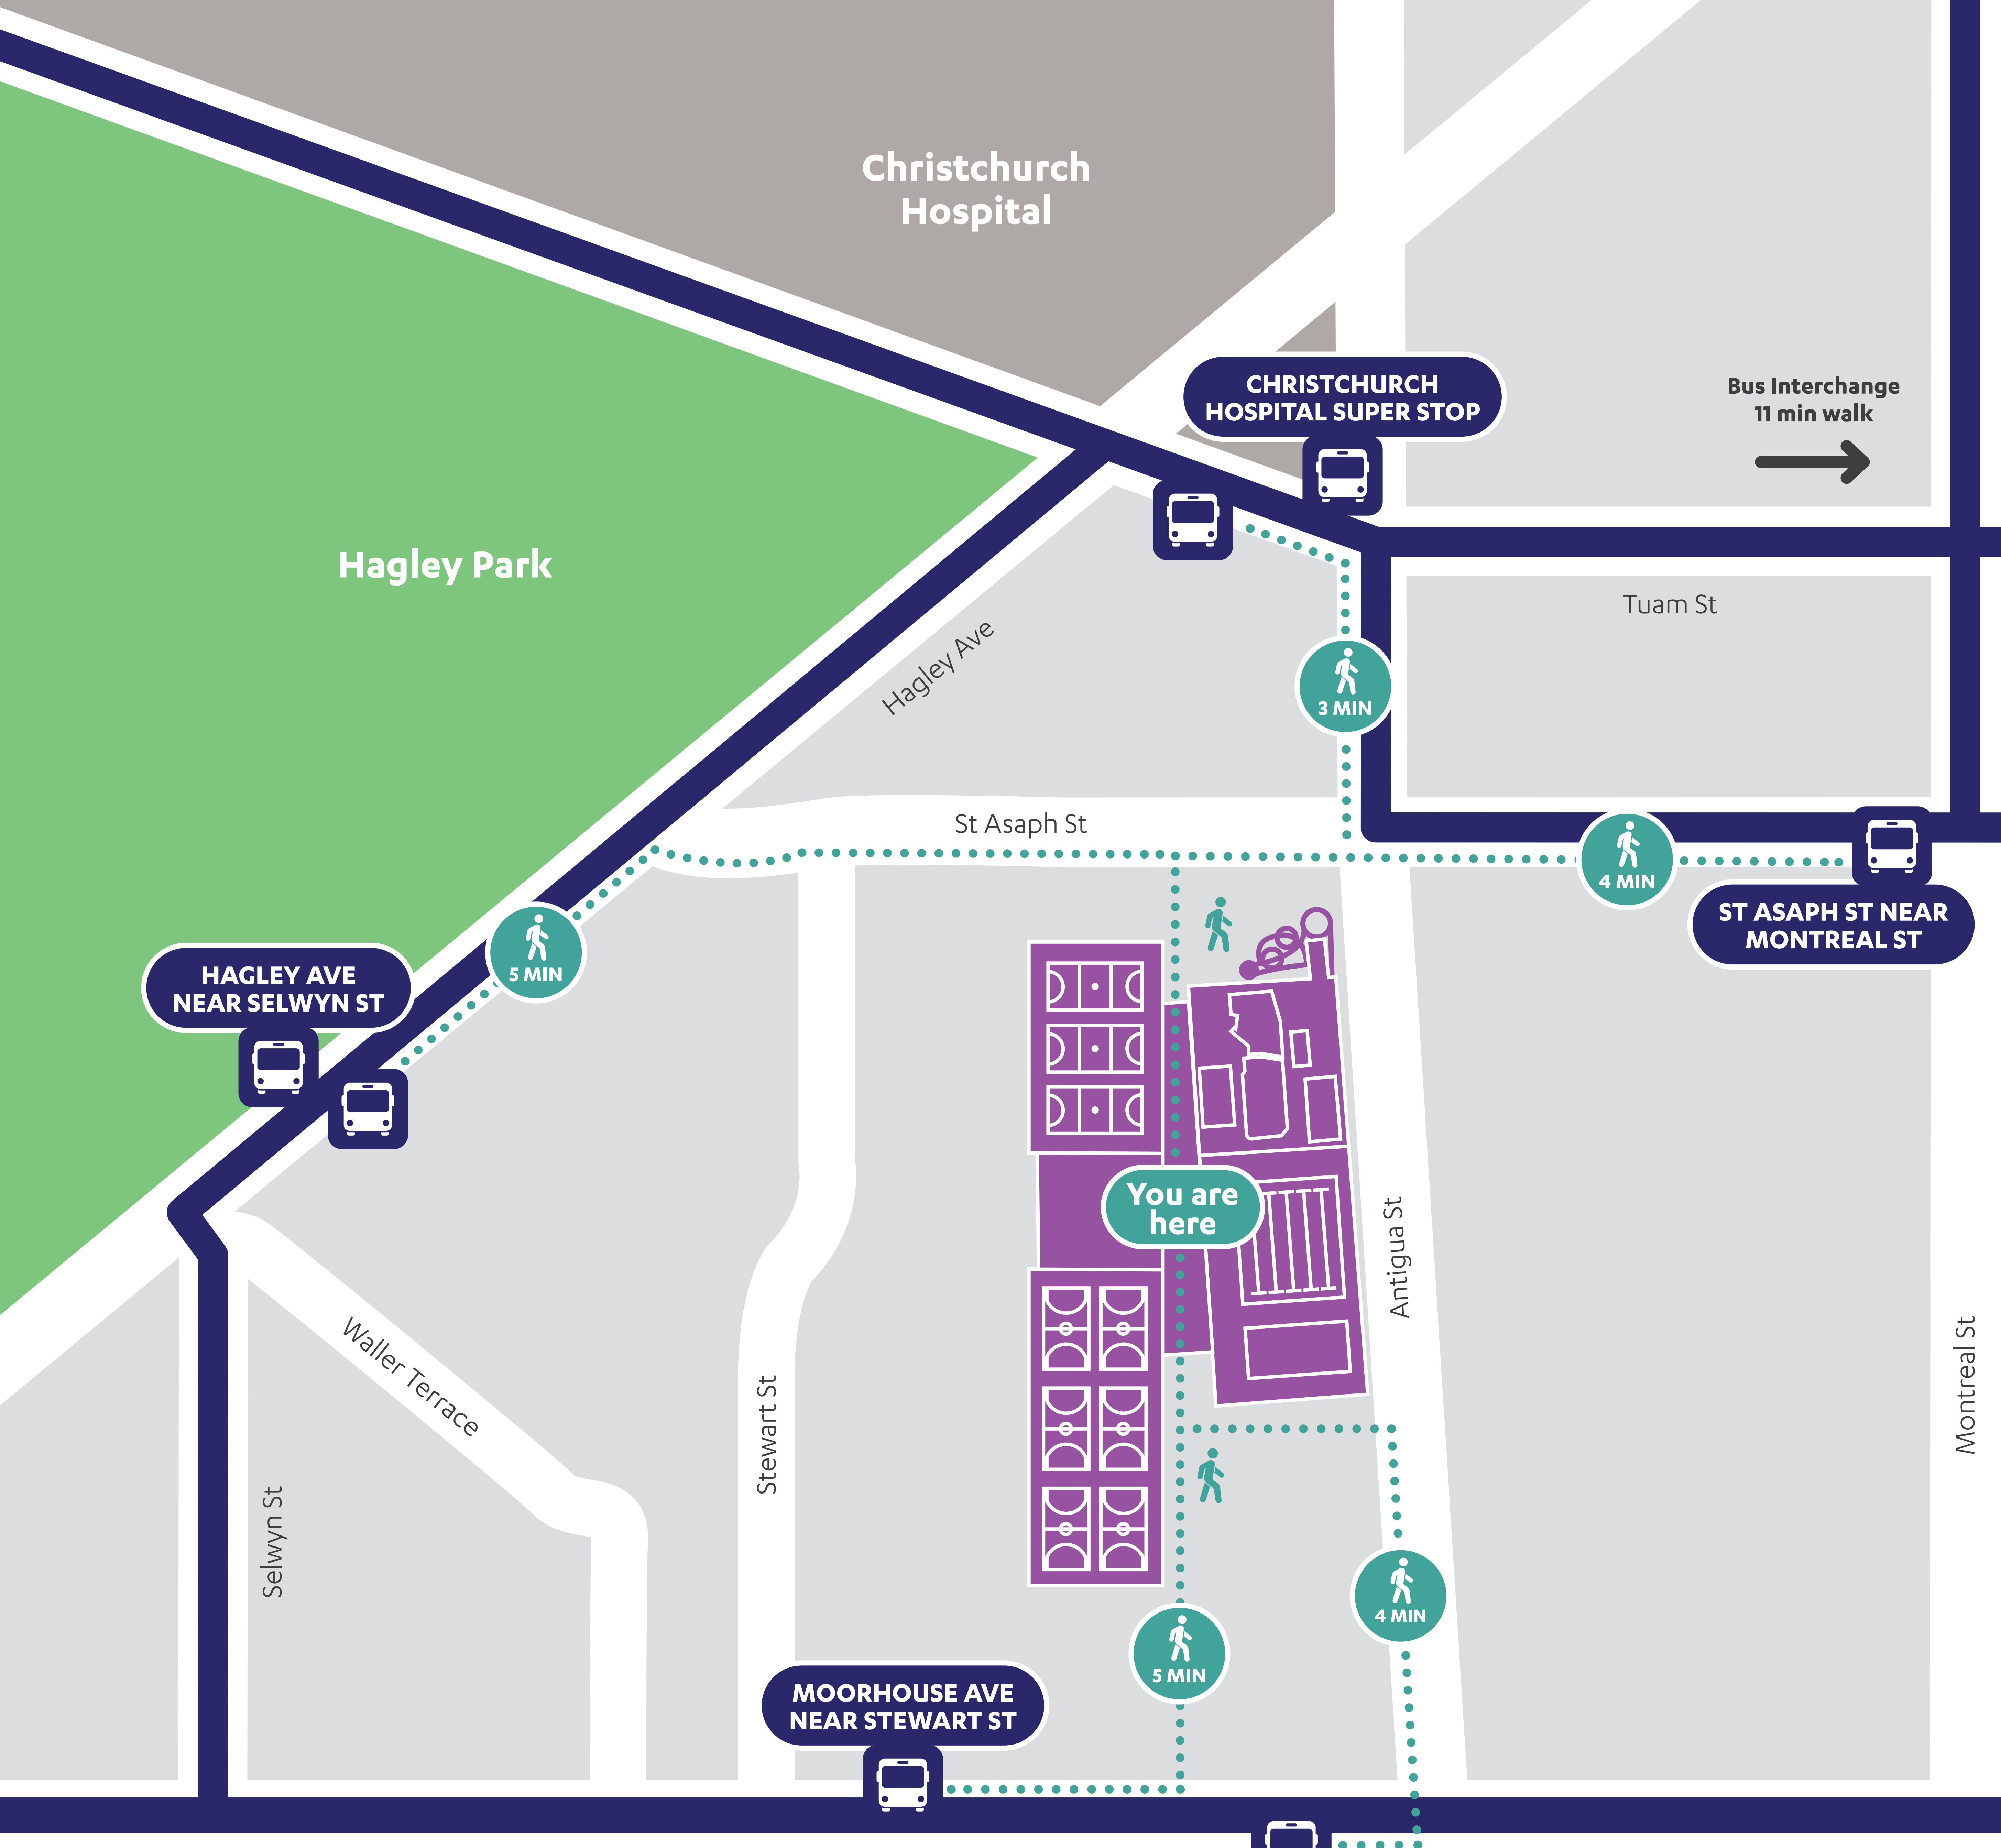 Christchurch
Hospital
CHRISTCHURCH
HOSPITAL SUPER STOP
Bus Interchange
11 min walk
Hagley Park
Tuam St
Hagley Ave
3 MIN
St Asaph St
4 MIN
ST ASAPH ST NEAR
MONTREAL ST
5 MIN
HAGLEY AVE
NEAR SELWYN ST
You are
here
Antigua St
Waller Terrace
Montreal St
Stewart St
Selwyn St
4 MIN
5 MIN
MOORHOUSE AVE
NEAR STEWART ST